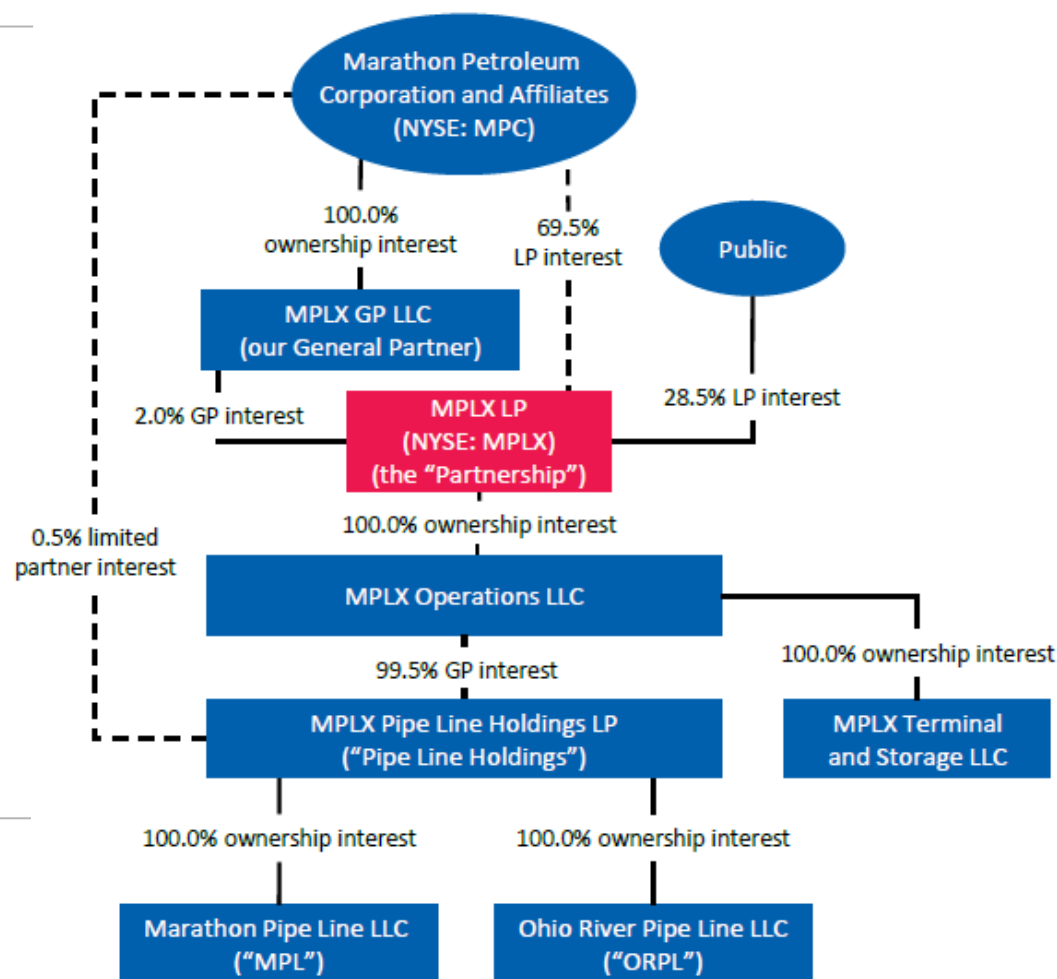 Marathon Petroleum
Corporation and Affiliates
(NYSE: MPC)
100.0%
ownership interest
69.5%
LP interest
Public
MPLX GP LLC
(our General Partner)
2.0% GP interest
MPLX LP
(NYSE: MPLX)
(the “Partnership”)
28.5% LP interest
100.0% ownership interest
0.5% limited
partner interest
MPLX Operations LLC
99.5% GP interest
100.0% ownership interest
MPLX Pipe Line Holdings LP
(“Pipe Line Holdings”)
MPLX Terminal
and Storage LLC
100.0% ownership interest
100.0% ownership interest
Marathon Pipe Line LLC
(“MPL”)
Ohio River Pipe Line LLC
(“ORPL”)